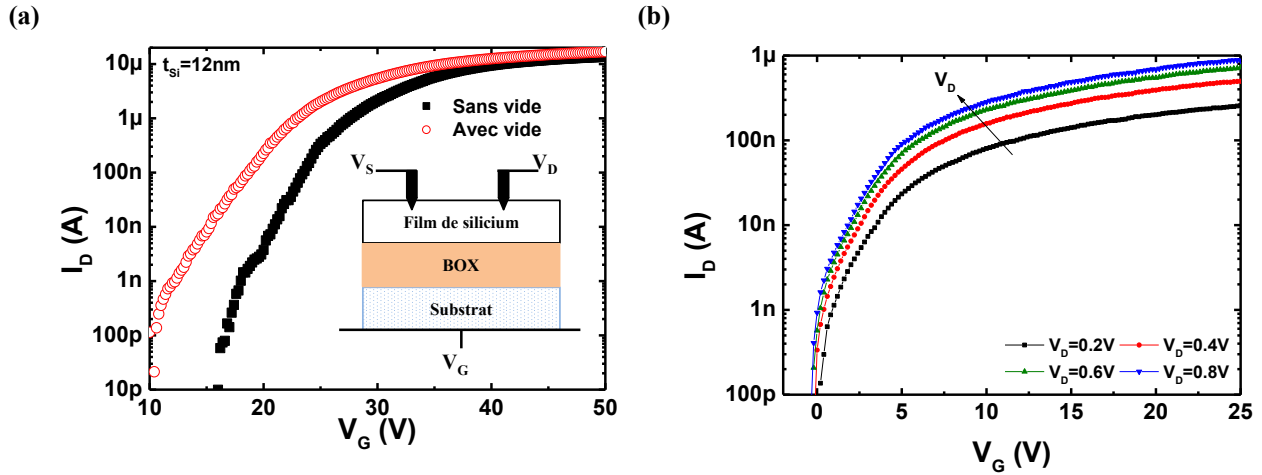 (a)
t_Si=12nm
10µ
1µ
100n
10n
1n
100p
10p
I_D (A)
Sans vide
Avec vide
V_S
V_D
Film de silicium
BOX
Substrat
V_G
10
20
30
40
50
V_G (V)
(b)
1µ
100n
10n
1n
100p
I_D (A)
V_D
V_D=0.2V
V_D=0.4V
V_D=0.6V
V_D=0.8V
0
5
10
15
20
25
V_G (V)